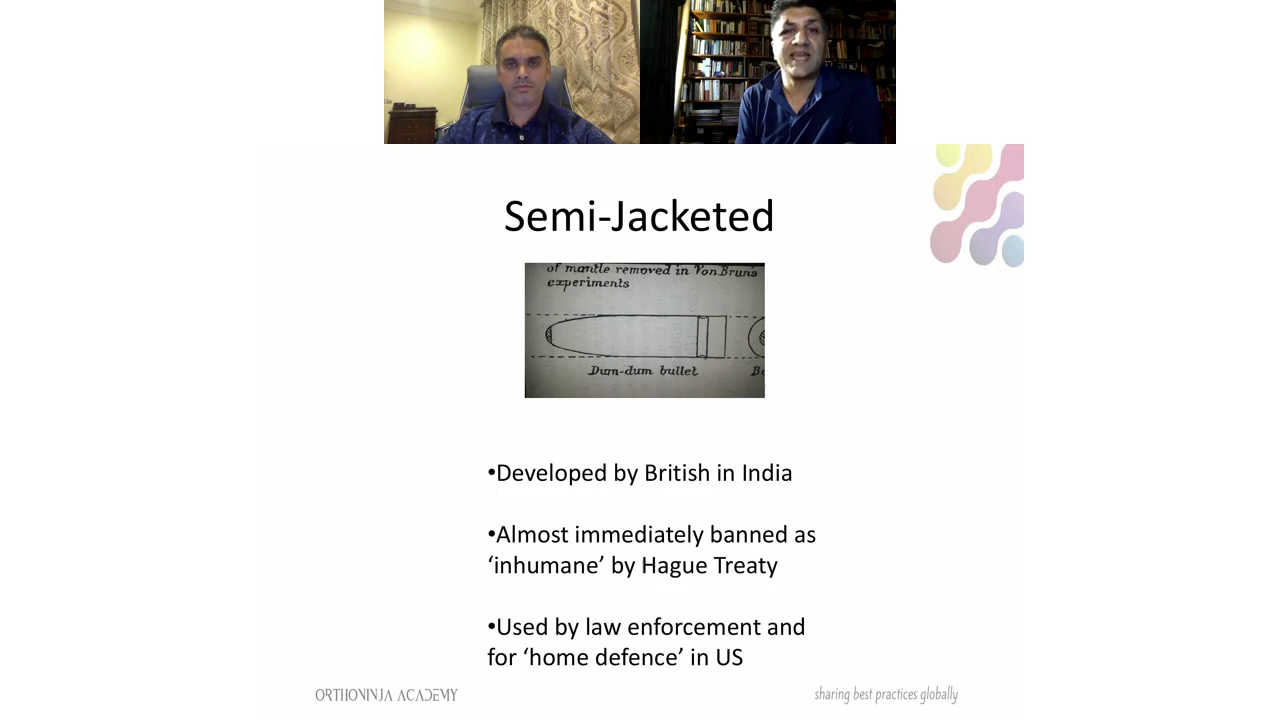 Semi-Jacketed
of mantle removed in Von Bruns
experiments
Dum-dum bullet
•Developed by British in India
•Almost immediately banned as
‘inhumane’ by Hague Treaty
•Used by law enforcement and
for ‘home defence’ in US
ORTHONINJA ACADEMY
sharing best practices globally